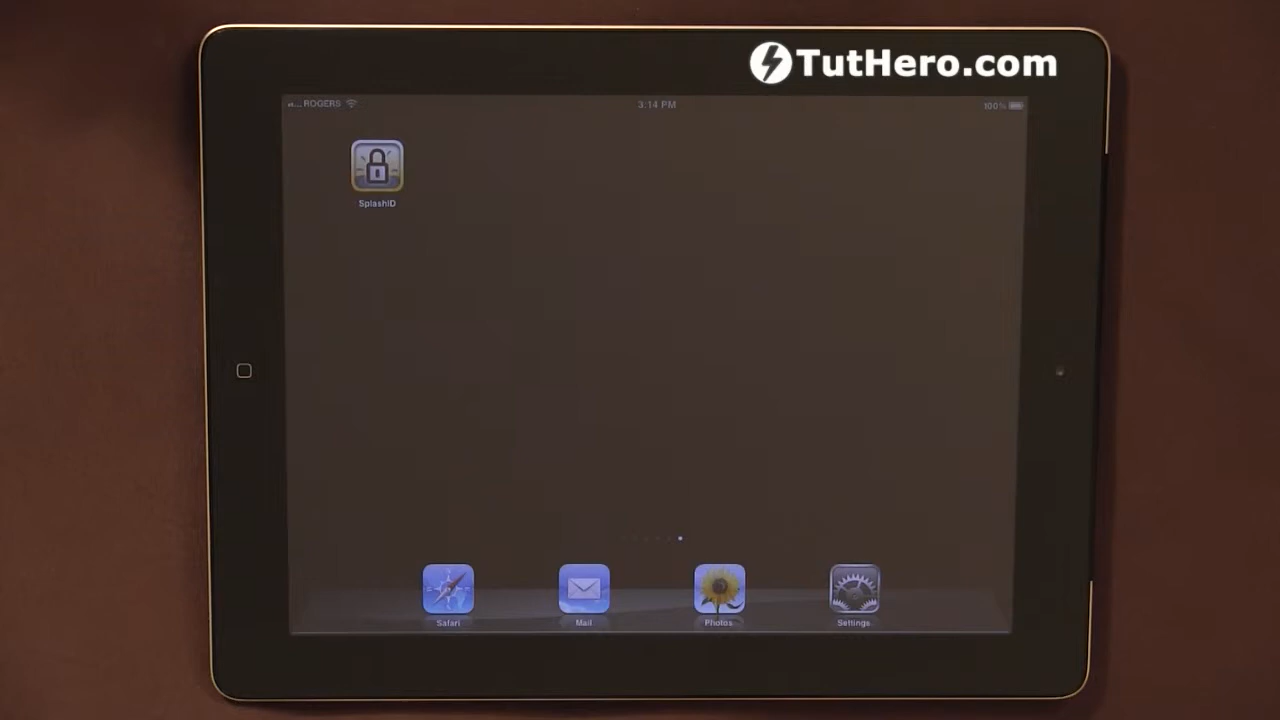 TutHero.com
ROGERS
3:14 PM
100%
SplashID
Safari
Mail
Photos
Settings